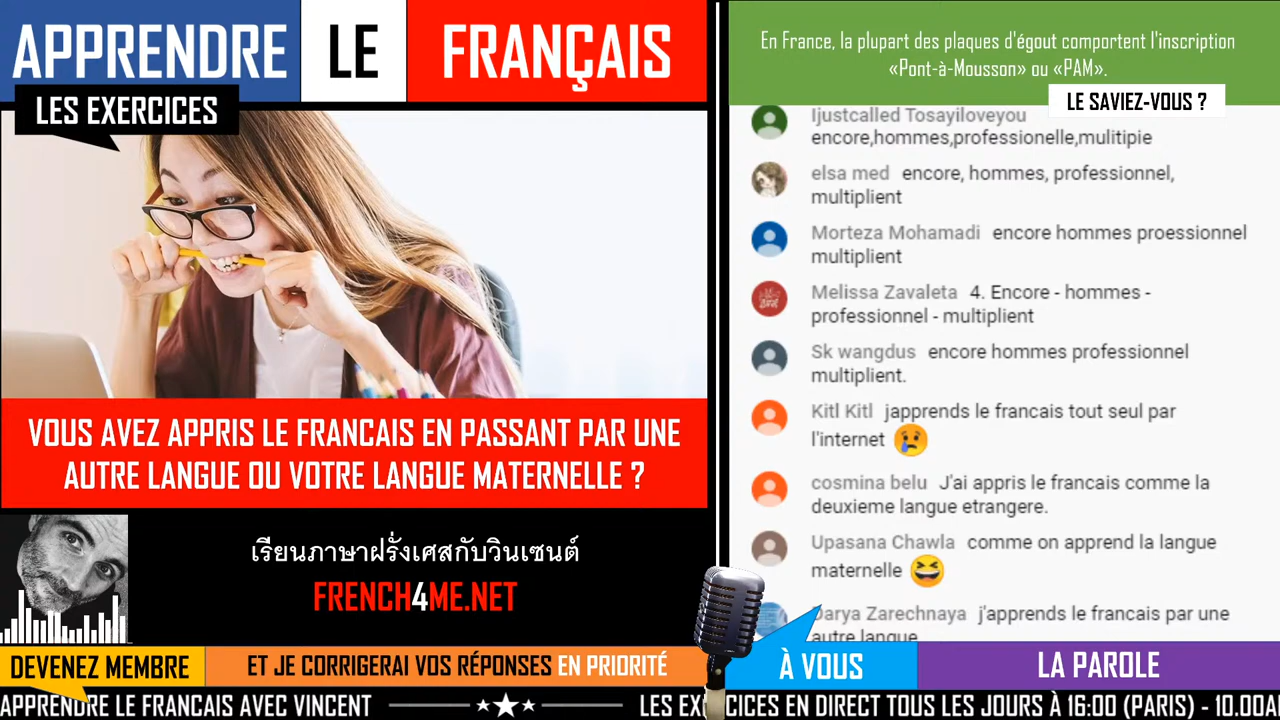 APPRENDRE LE FRANÇAIS
LES EXERCICES
VOUS AVEZ APPRIS LE FRANCAIS EN PASSANT PAR UNE
AUTRE LANGUE OU VOTRE LANGUE MATERNELLE ?
เรียนภาษาฝรั่งเศสกับวินเซนต์
FRENCH4ME.NET
DEVENEZ MEMBRE
ET JE CORRIGERAI VOS RÉPONSES EN PRIORITÉ
En France, la plupart des plaques d'égout comportent l'inscription
«Pont-à-Mousson» ou «PAM».
LE SAVIEZ-VOUS ?
Ijustcalled Tosayiloveyou
encore,hommes,professionelle,mulitipie
elsa med encore, hommes, professionnel,
multiplient
Morteza Mohamadi encore hommes proessionnel
multiplient
Melissa Zavaleta 4. Encore - hommes -
professionnel - multiplient
Sk wangdus encore hommes professionnel
multiplient.
Kitl Kitl japprends le francais tout seul par
l'internet 😢
cosmina belu J'ai appris le francais comme la
deuxieme langue etrangere.
Upasana Chawla comme on apprend la langue
maternelle 😆
Darya Zarechnaya j'apprends le francais par une
autre langue
À VOUS
LA PAROLE
APPRENDRE LE FRANCAIS AVEC VINCENT —★★★— LES EXERCICES EN DIRECT TOUS LES JOURS À 16:00 (PARIS) - 10.00A